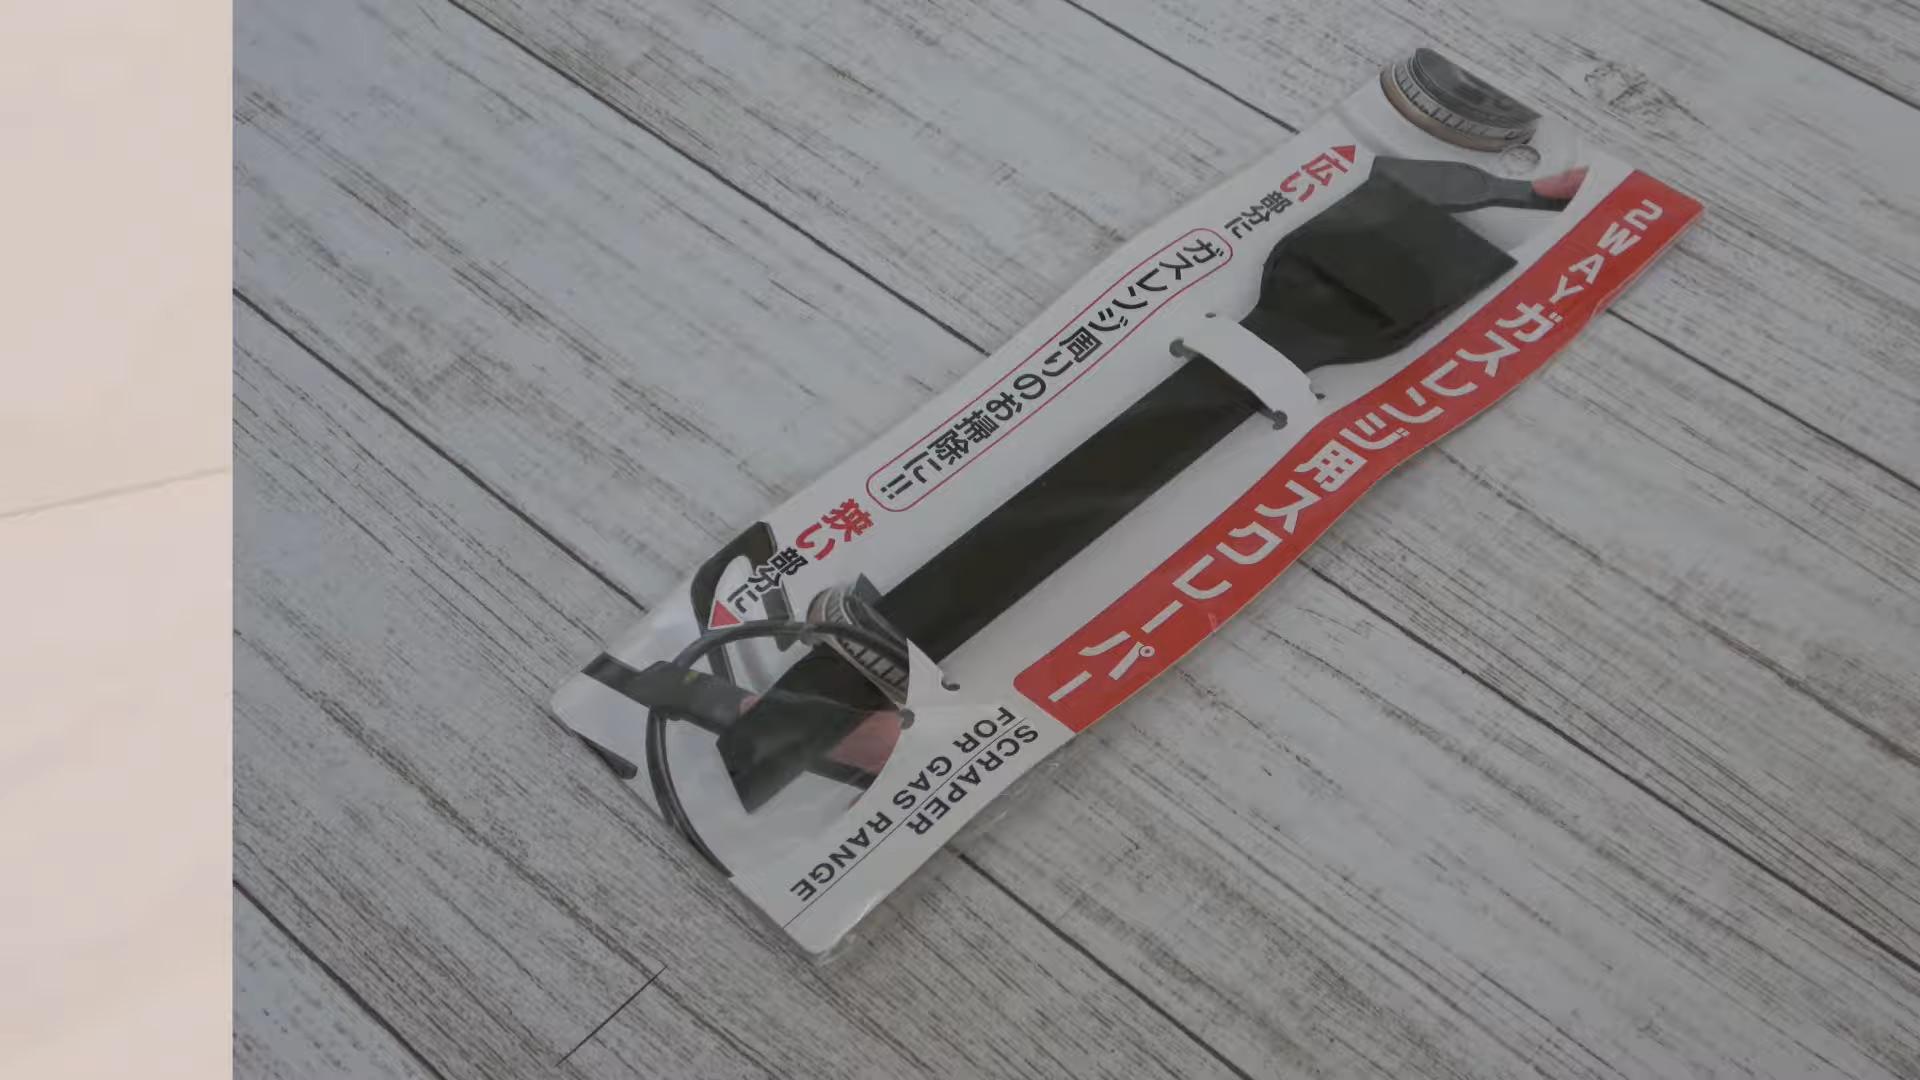 2WAYガスレンジ用スクレーパー
広い部分に
ガスレンジ周りのお掃除に!!
狭い部分に
SCRAPER
FOR GAS RANGE